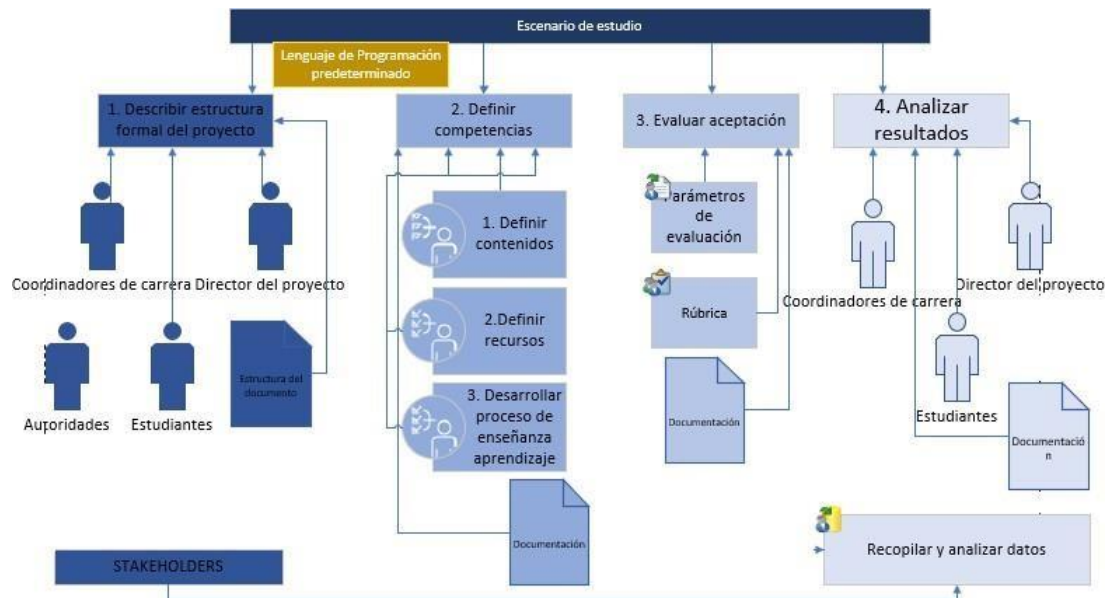 Escenario de estudio
Lenguaje de Programación
predeterminado
1. Describir estructura
formal del proyecto
2. Definir
competencias
3. Evaluar aceptación
4. Analizar
resultados
Coordinadores de carrera
Director del proyecto
Autoridades
Estudiantes
Estructura del
documento
1. Definir
contenidos
2.Definir
recursos
3. Desarrollar
proceso de
enseñanza
aprendizaje
Documentación
Parámetros
de
evaluación
Rúbrica
Documentación
Coordinadores de carrera
Director del proyecto
Estudiantes
Documentació
n
STAKEHOLDERS
Recopilar y analizar datos